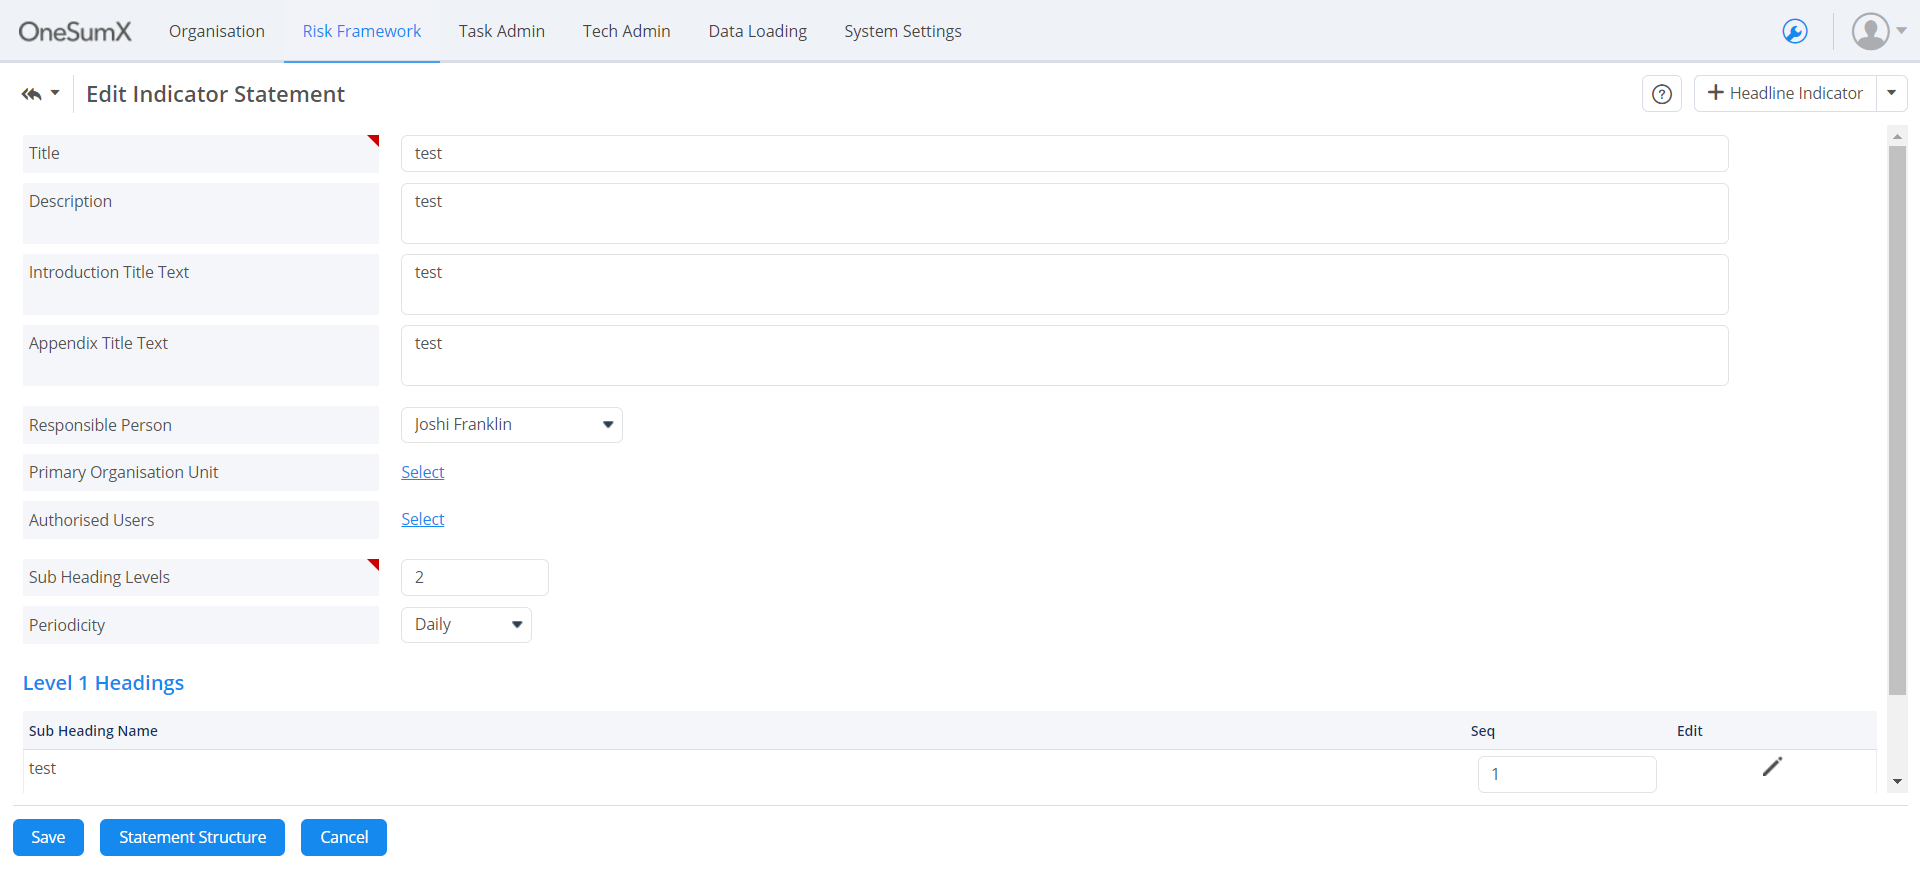 OneSumX Organisation Risk Framework Task Admin Tech Admin Data Loading System Settings
Edit Indicator Statement
Headline Indicator
Title
test
Description
test
Introduction Title Text
test
Appendix Title Text
test
Responsible Person
Joshi Franklin
Primary Organisation Unit
Select
Authorised Users
Select
Sub Heading Levels
2
Periodicity
Daily
Level 1 Headings
Sub Heading Name Seq Edit
test 1
Save Statement Structure Cancel